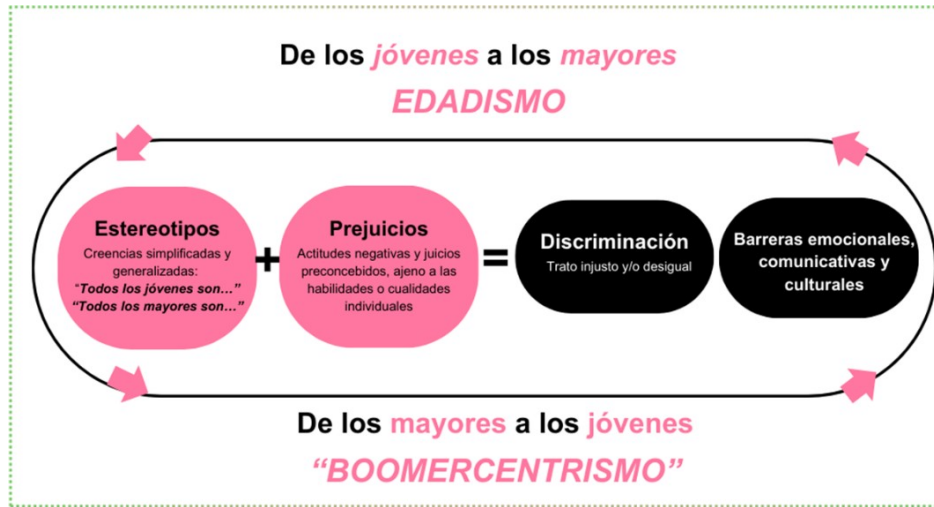 De los jóvenes a los mayores
EDADISMO
Estereotipos
Creencias simplificadas y
generalizadas:
“Todos los jóvenes son…”
“Todos los mayores son…”
+
Prejuicios
Actitudes negativas y juicios
preconcebidos, ajeno a las
habilidades o cualidades
individuales
=
Discriminación
Trato injusto y/o desigual
Barreras emocionales,
comunicativas y
culturales
De los mayores a los jóvenes
“BOOMERCENTRISMO”